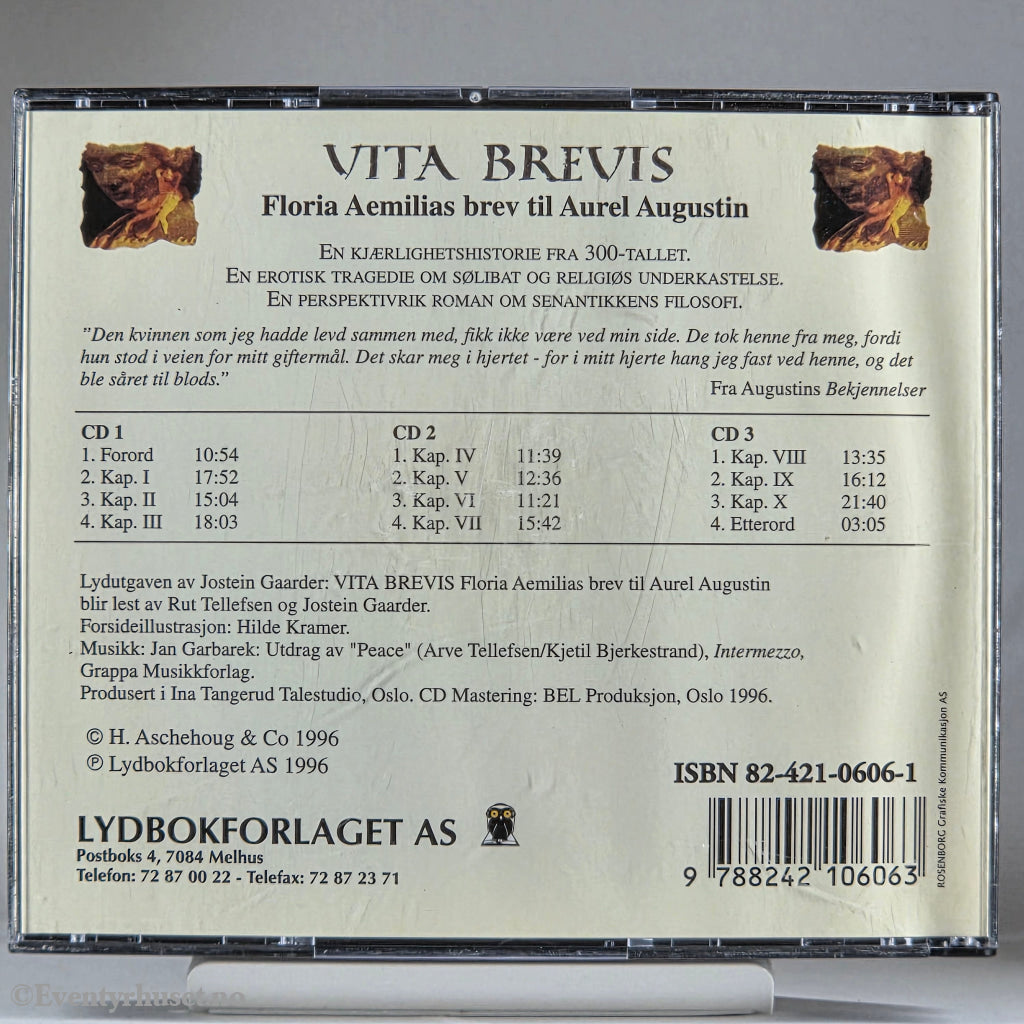 VITA BREVIS
Floria Aemilias brev til Aurel Augustin
EN KJÆRLIGHETSHISTORIE FRA 300-TALLET.
EN EROTISK TRAGEDIE OM SØLIBAT OG RELIGIØS UNDERKASTELSE.
EN PERSPEKTIVRIK ROMAN OM SENANTIKKENS FILOSOFI.
”Den kvinnen som jeg hadde levd sammen med, fikk ikke være ved min side. De tok henne fra meg, fordi
hun stod i veien for mitt giftermål. Det skar meg i hjertet - for i mitt hjerte hang jeg fast ved henne, og det
ble såret til blods.”
Fra Augustins Bekjennelser
CD 1
1. Forord 10:54
2. Kap. I 17:52
3. Kap. II 15:04
4. Kap. III 18:03
CD 2
1. Kap. IV 11:39
2. Kap. V 12:36
3. Kap. VI 11:21
4. Kap. VII 15:42
CD 3
1. Kap. VIII 13:35
2. Kap. IX 16:12
3. Kap. X 21:40
4. Etterord 03:05
Lydutgaven av Jostein Gaarder: VITA BREVIS Floria Aemilias brev til Aurel Augustin
blir lest av Rut Tellefsen og Jostein Gaarder.
Forsideillustrasjon: Hilde Kramer.
Musikk: Jan Garbarek: Utdrag av "Peace" (Arve Tellefsen/Kjetil Bjerkestrand), Intermezzo,
Grappa Musikkforlag.
Produsert i Ina Tangerud Talestudio, Oslo. CD Mastering: BEL Produksjon, Oslo 1996.
© H. Aschehoug & Co 1996
℗ Lydbokforlaget AS 1996
LYDBOKFORLAGET AS
Postboks 4, 7084 Melhus
Telefon: 72 87 00 22 - Telefax: 72 87 23 71
ISBN 82-421-0606-1
9 788242 106063
ROSENBORG Grafiske Kommunikasjon AS
©Eventyrhuset.no